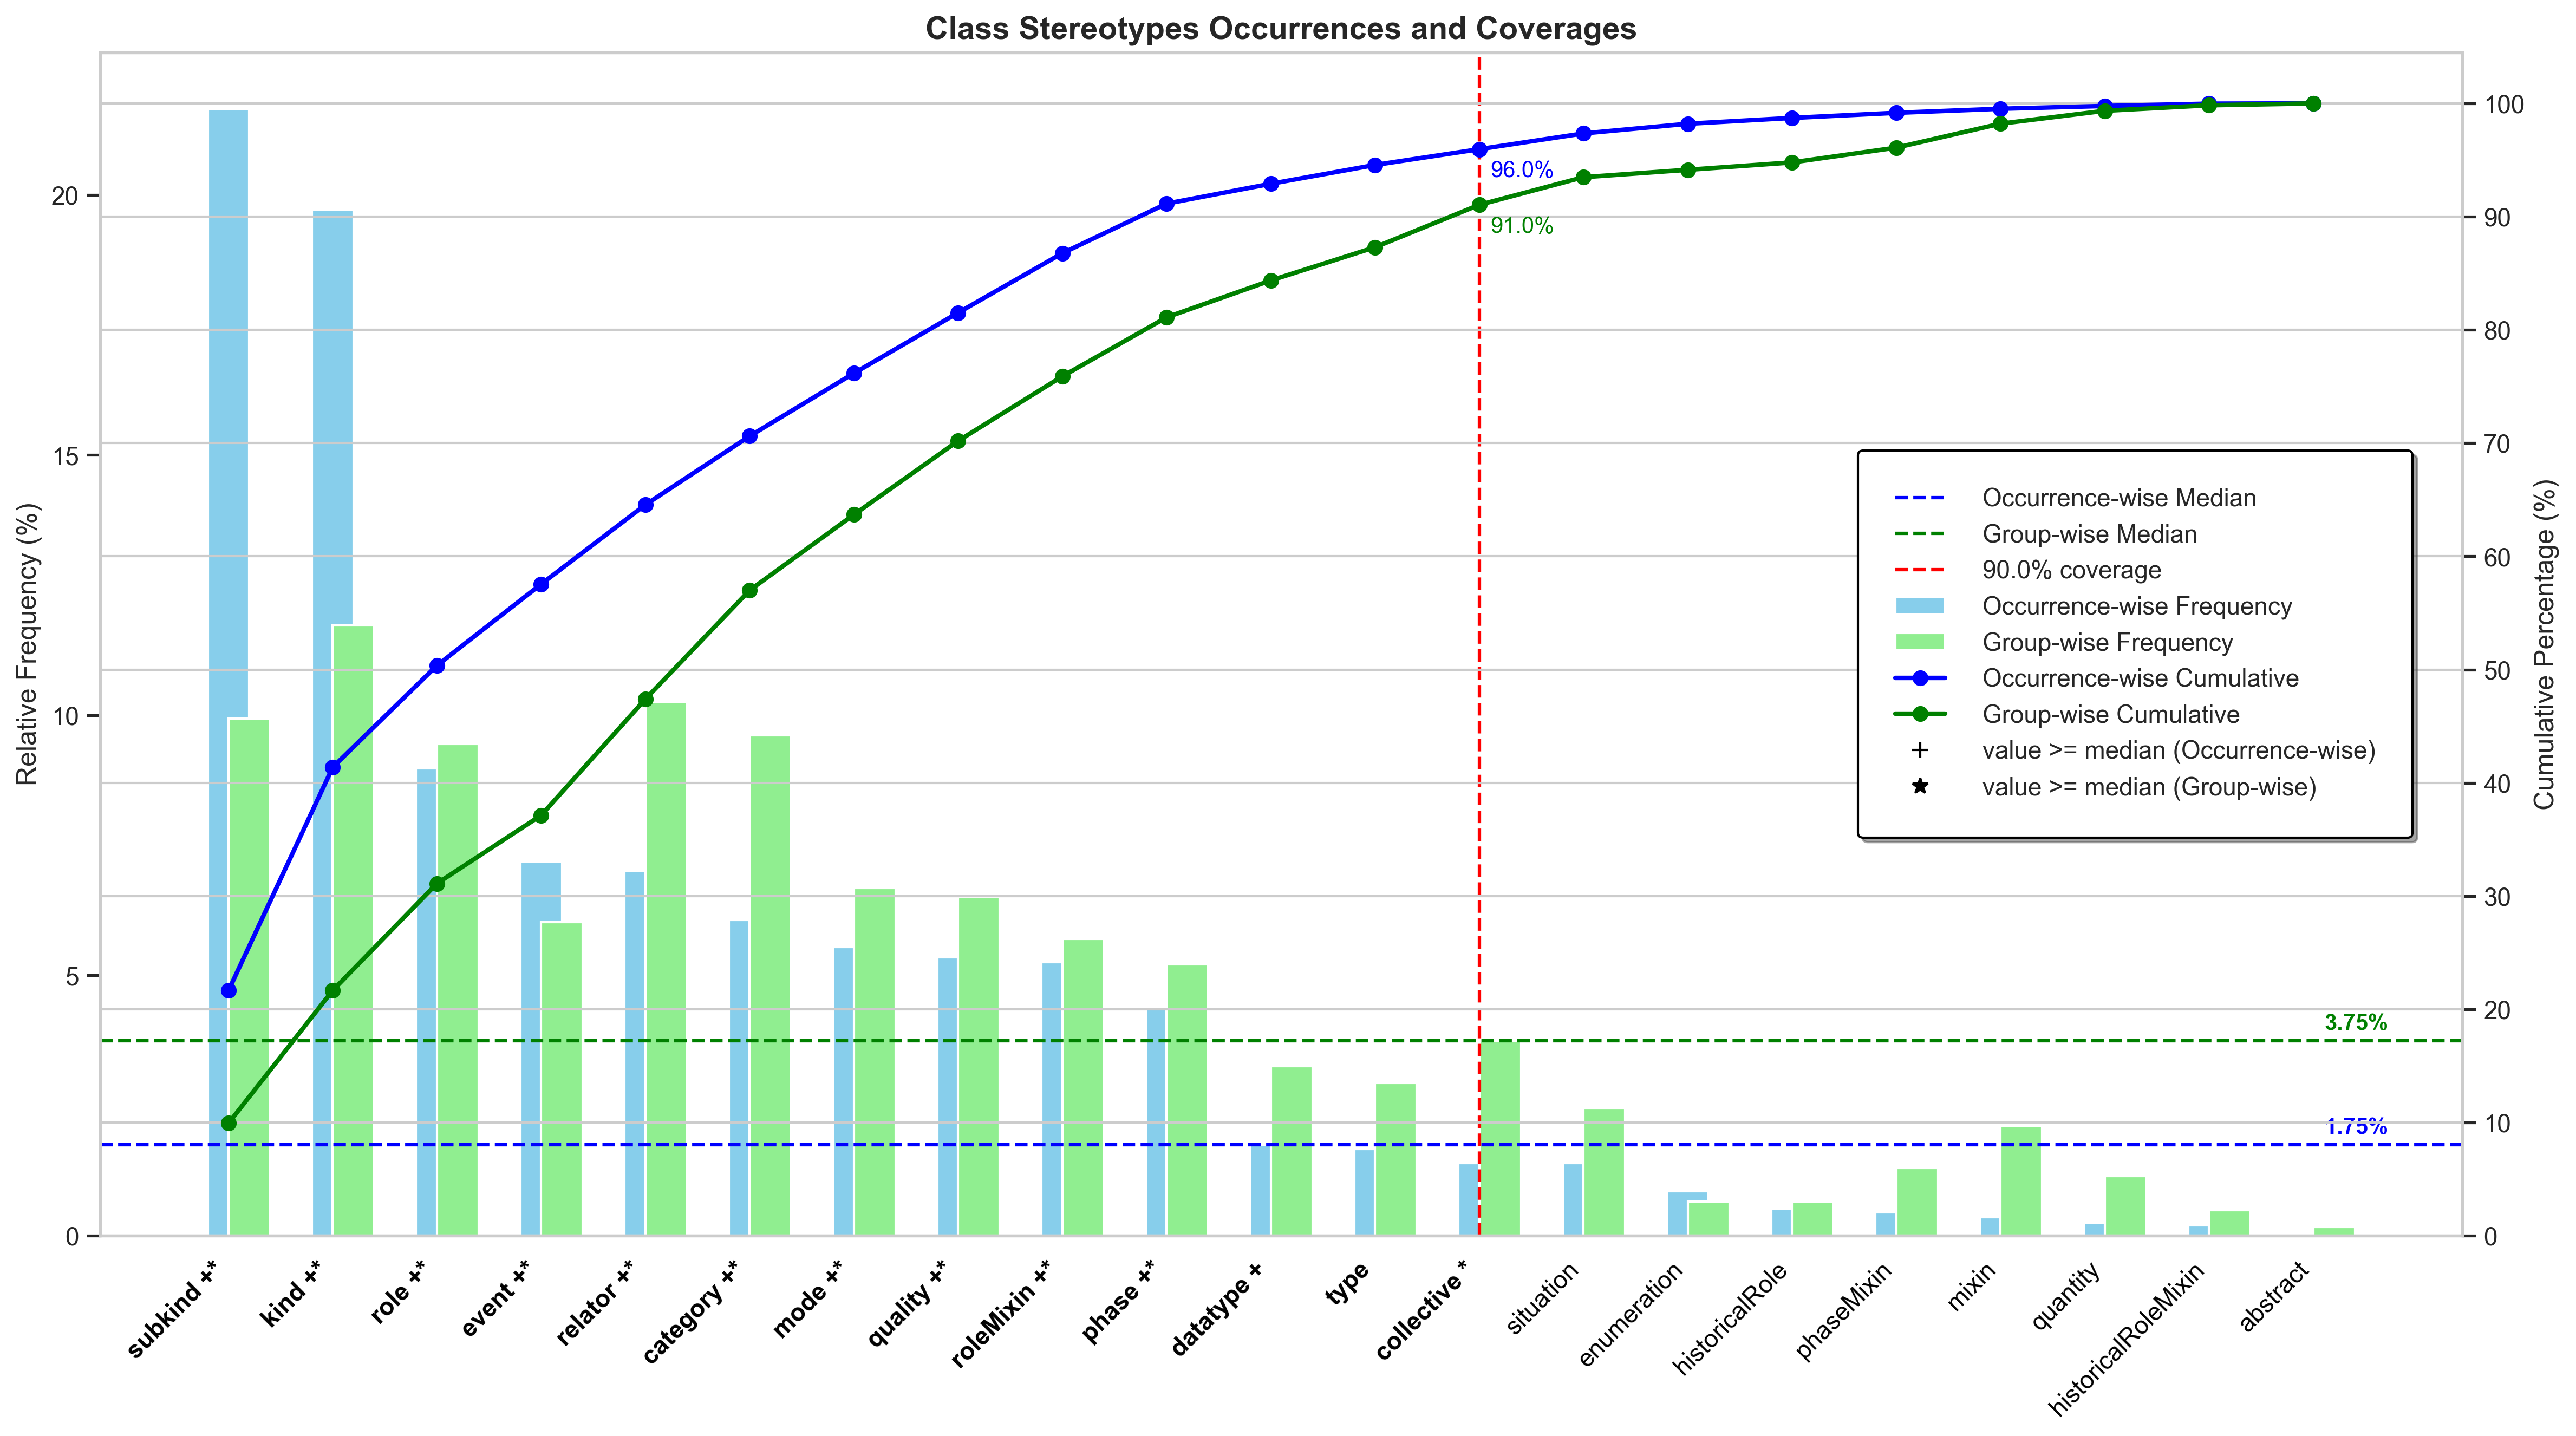 Class Stereotypes Occurrences and Coverages
Relative Frequency (%)
20
15
10
5
0
100
90
80
70
60
50
40
30
20
10
0
Cumulative Percentage (%)
96.0%
91.0%
3.75%
1.75%
Occurrence-wise Median
Group-wise Median
90.0% coverage
Occurrence-wise Frequency
Group-wise Frequency
Occurrence-wise Cumulative
Group-wise Cumulative
value >= median (Occurrence-wise)
value >= median (Group-wise)
subkind +*
kind +*
role +*
event +*
relator +*
category +*
mode +*
quality +*
roleMixin +*
phase +*
datatype +
type
collective *
situation
enumeration
historicalRole
phaseMixin
mixin
quantity
historicalRoleMixin
abstract